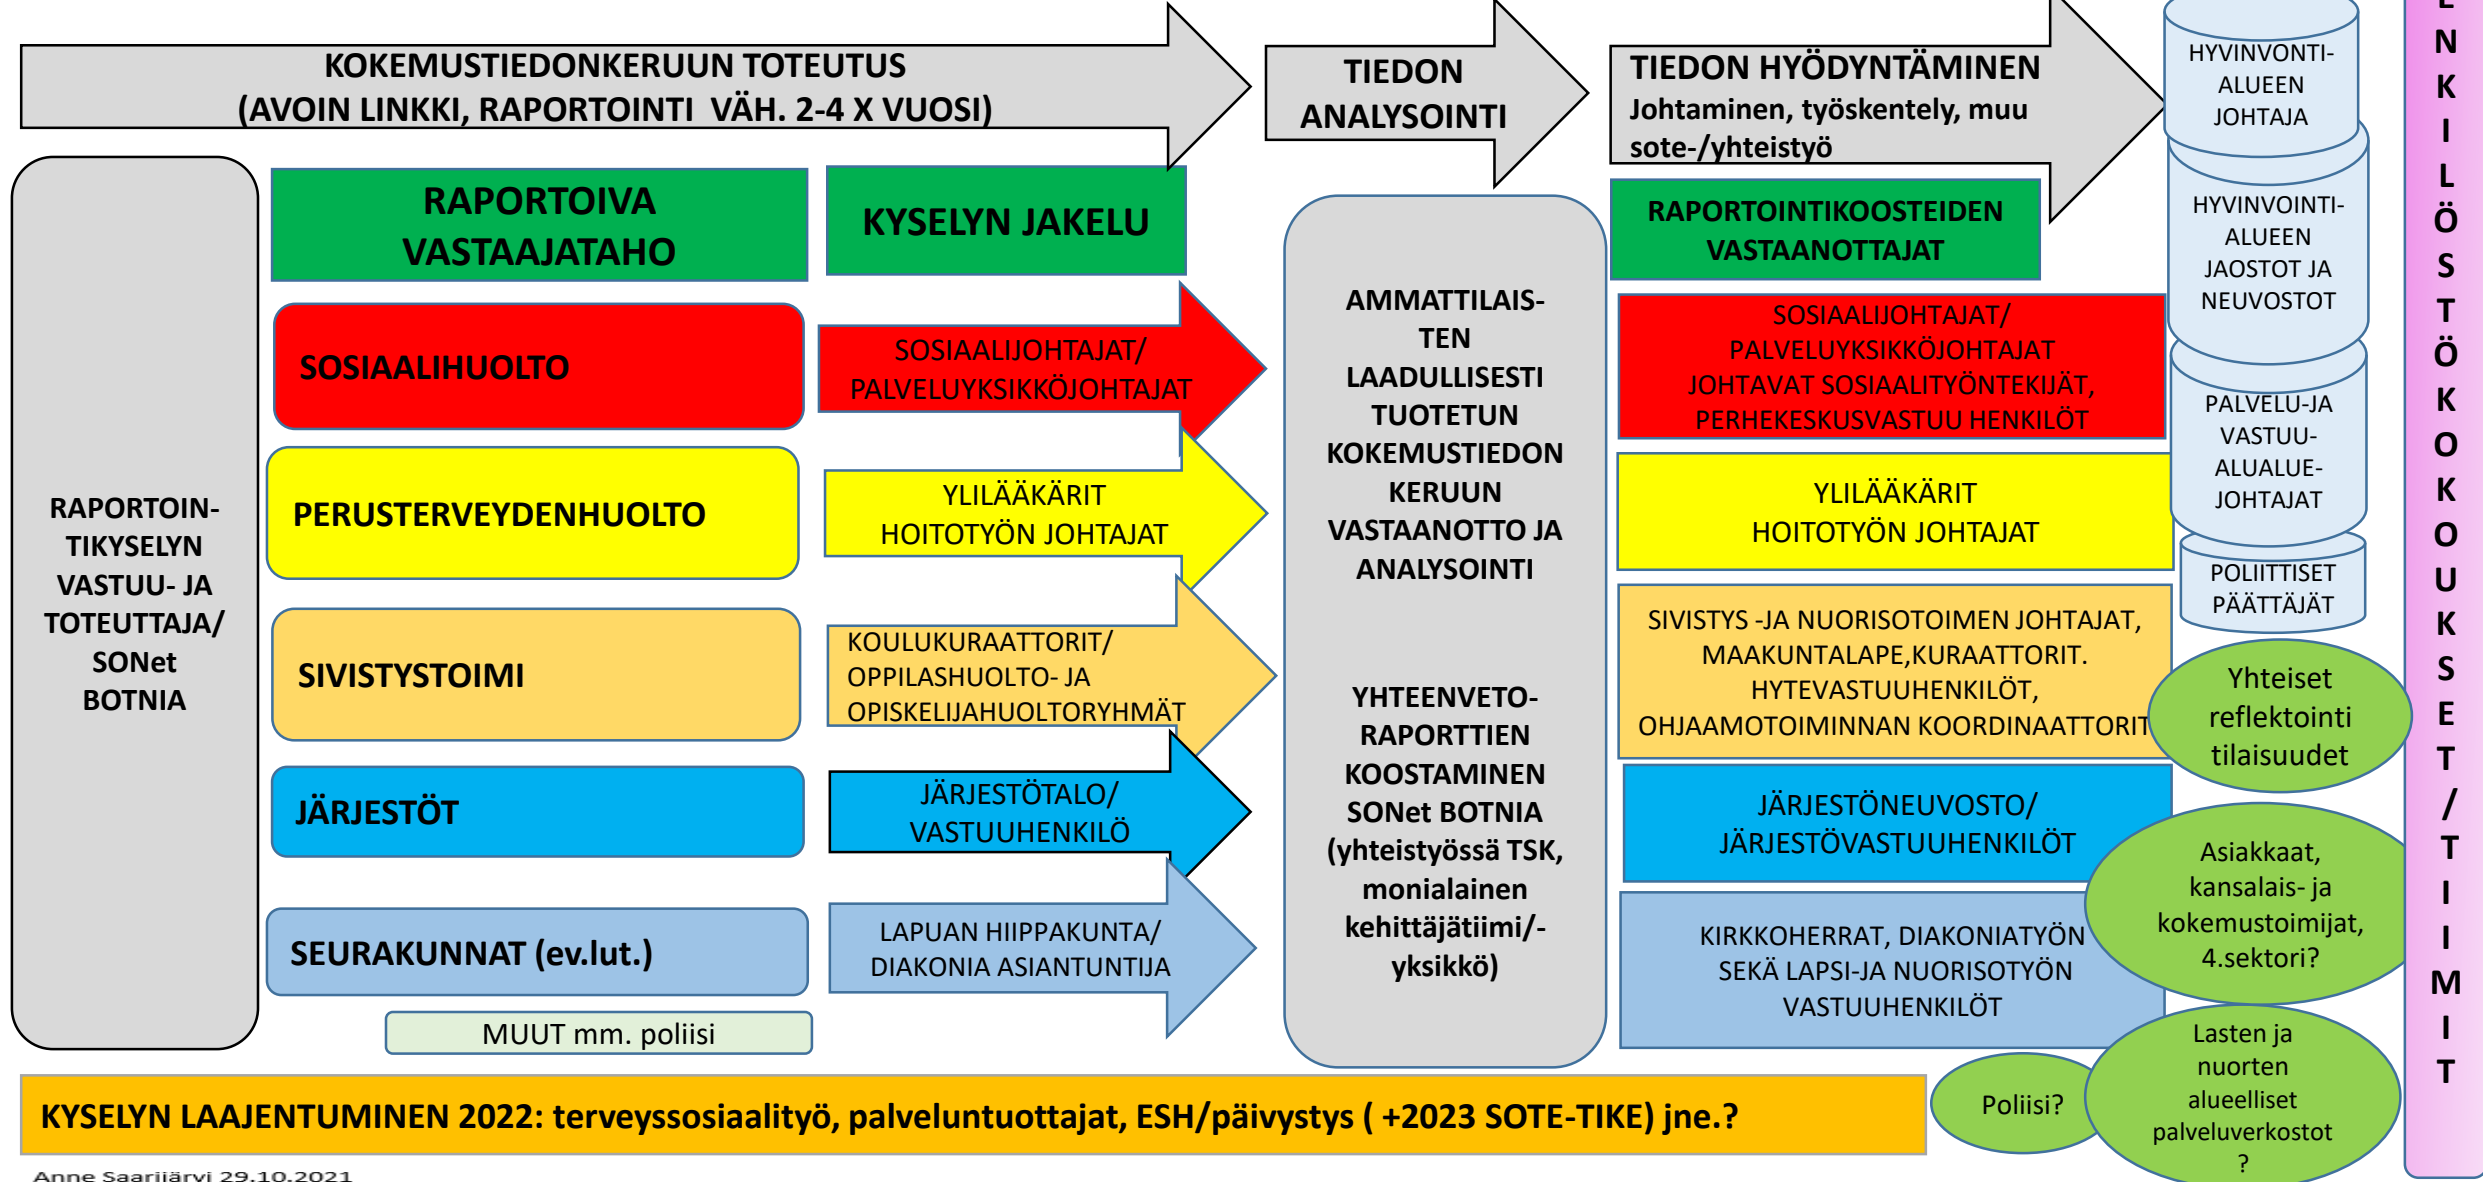 KOKEMUSTIEDONKERUUN TOTEUTUS
(AVOIN LINKKI, RAPORTOINTI VÄH. 2-4 X VUOSI)
TIEDON
ANALYSOINTI
TIEDON HYÖDYNTÄMINEN
Johtaminen, työskentely, muu
sote-/yhteistyö
RAPORTOIN-
TIKYSELYN
VASTUU- JA
TOTEUTTAJA/
SONet
BOTNIA
RAPORTOIVA
VASTAAJATAHO
KYSELYN JAKELU
SOSIAALIHUOLTO
SOSIAALIJOHTAJAT/
PALVELUYKSIKKÖJOHTAJAT
PERUSTERVEYDENHUOLTO
YLILÄÄKÄRIT
HOITOTYÖN JOHTAJAT
SIVISTYSTOIMI
KOULUKURAATTORIT/
OPPILASHUOLTO- JA
OPISKELIJAHUOLTORYHMÄT
JÄRJESTÖT
JÄRJESTÖTALO/
VASTUUHENKILÖ
SEURAKUNNAT (ev.lut.)
LAPUAN HIIPPAKUNTA/
DIAKONIA ASIANTUNTIJA
MUUT mm. poliisi
AMMATTILAIS-
TEN
LAADULLISESTI
TUOTETUN
KOKEMUSTIEDON
KERUUN
VASTAANOTTO JA
ANALYSOINTI
YHTEENVETO-
RAPORTTIEN
KOOSTAMINEN
SONet BOTNIA
(yhteistyössä TSK,
monialainen
kehittäjätiimi/-
yksikkö)
RAPORTOINTIKOOSTEIDEN
VASTAANOTTAJAT
SOSIAALIJOHTAJAT/
PALVELUYKSIKKÖJOHTAJAT
JOHTAVAT SOSIAALITYÖNTEKIJÄT,
PERHEKESKUSVASTUU HENKILÖT
YLILÄÄKÄRIT
HOITOTYÖN JOHTAJAT
SIVISTYS -JA NUORISOTOIMEN JOHTAJAT,
MAAKUNTALAPE,KURAATTORIT.
HYTEVASTUUHENKILÖT,
OHJAAMOTOIMINNAN KOORDINAATTORIT
JÄRJESTÖNEUVOSTO/
JÄRJESTÖVASTUUHENKILÖT
KIRKKOHERRAT, DIAKONIATYÖN
SEKÄ LAPSI-JA NUORISOTYÖN
VASTUUHENKILÖT
HYVINVONTI-
ALUEEN
JOHTAJA
HYVINVOINTI-
ALUEEN
JAOSTOT JA
NEUVOSTOT
PALVELU-JA
VASTUU-
ALUALUE-
JOHTAJAT
POLIITTISET
PÄÄTTÄJÄT
Yhteiset
reflektointi
tilaisuudet
Asiakkaat,
kansalais- ja
kokemustoimijat,
4.sektori?
Lasten ja
nuorten
alueelliset
palveluverkostot
?
Poliisi?
ENKILÖSTÖKOKOUKSET/TIIMIT
KYSELYN LAAJENTUMINEN 2022: terveyssosiaalityö, palveluntuottajat, ESH/päivystys ( +2023 SOTE-TIKE) jne.?
Anne Saarijärvi 29.10.2021